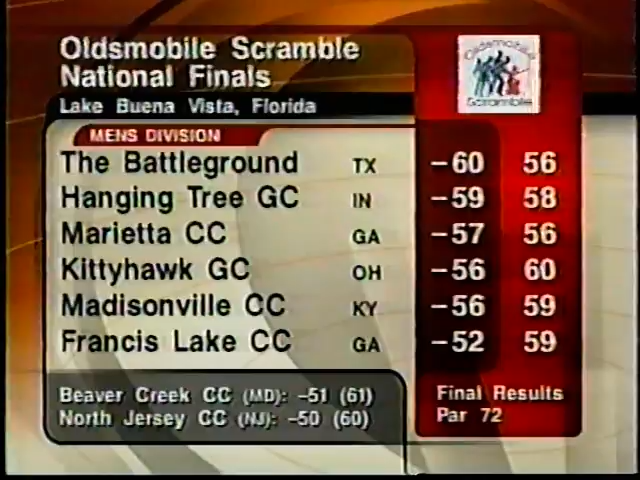 Oldsmobile Scramble
National Finals
Lake Buena Vista, Florida
Oldsmobile
Scramble
MENS DIVISION
The Battleground TX -60 56
Hanging Tree GC IN -59 58
Marietta CC GA -57 56
Kittyhawk GC OH -56 60
Madisonville CC KY -56 59
Francis Lake CC GA -52 59
Beaver Creek CC (MD): -51 (61)
North Jersey CC (NJ): -50 (60)
Final Results
Par 72